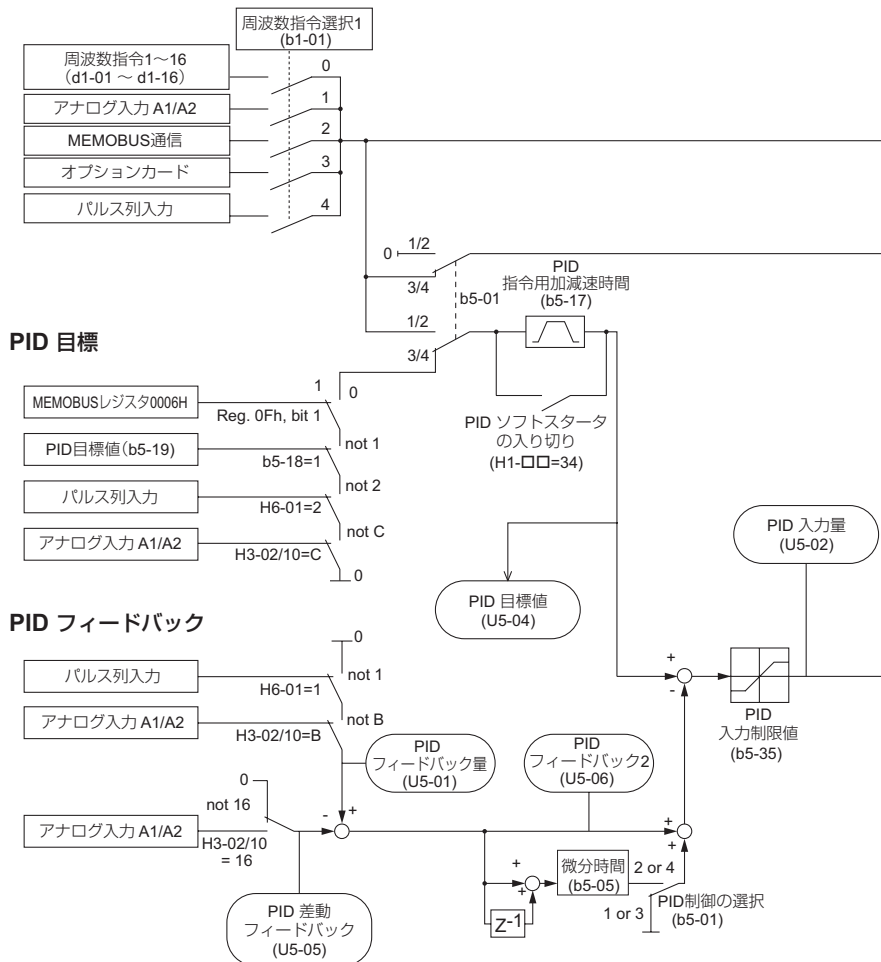 周波数指令選択1
(b1-01)
周波数指令1～16
(d1-01 ～ d1-16)
0
アナログ入力 A1/A2
1
MEMOBUS通信
2
オプションカード
3
パルス列入力
4
0
1/2
3/4
b5-01
PID
指令用加減速時間
(b5-17)
1/2
3/4
PID 目標
1
0
MEMOBUSレジスタ0006H
Reg. 0Fh, bit 1
PID ソフトスタータ
の入り切り
(H1-□□=34)
not 1
PID目標値(b5-19)
b5-18=1
not 2
パルス列入力
H6-01=2
not C
アナログ入力 A1/A2
H3-02/10=C
0
PID 入力量
(U5-02)
PID 目標値
(U5-04)
PID フィードバック
0
パルス列入力
not 1
H6-01=1
アナログ入力 A1/A2
not B
H3-02/10=B
+
-
PID
入力制限値
(b5-35)
PID
フィードバック量
(U5-01)
PID
フィードバック2
(U5-06)
0
not 16
アナログ入力 A1/A2
H3-02/10
= 16
-
+
+
+
PID 差動
フィードバック
(U5-05)
+
+
Z-1
微分時間
(b5-05)
2 or 4
1 or 3
PID制御の選択
(b5-01)